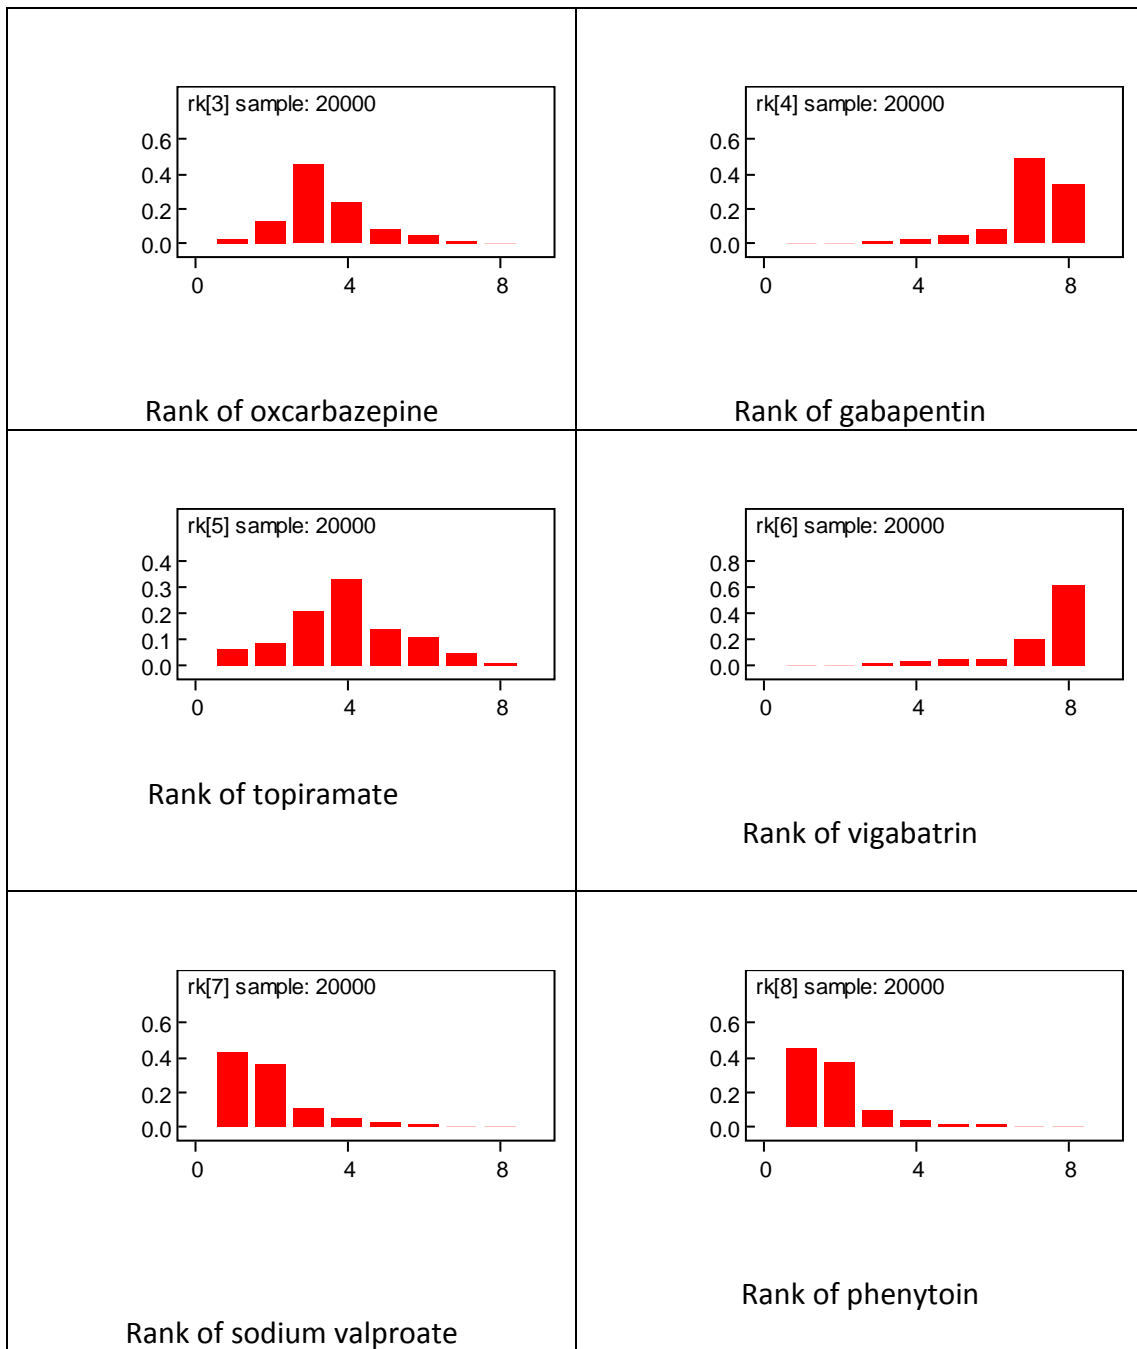 rk[3] sample: 20000
0.6
0.4
0.2
0.0
0 4 8
Rank of oxcarbazepine
rk[4] sample: 20000
0.6
0.4
0.2
0.0
0 4 8
Rank of gabapentin
rk[5] sample: 20000
0.4
0.3
0.2
0.1
0.0
0 4 8
Rank of topiramate
rk[6] sample: 20000
0.8
0.6
0.4
0.2
0.0
0 4 8
Rank of vigabatrin
rk[7] sample: 20000
0.6
0.4
0.2
0.0
0 4 8
Rank of sodium valproate
rk[8] sample: 20000
0.6
0.4
0.2
0.0
0 4 8
Rank of phenytoin